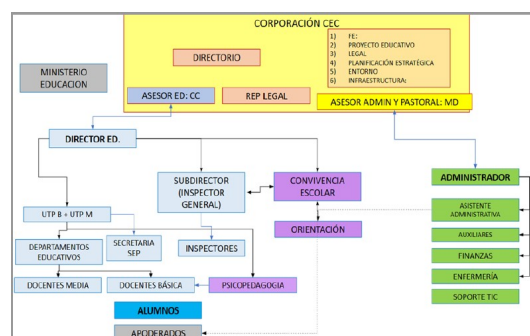 CORPORACIÓN CEC
MINISTERIO
EDUCACION
DIRECTORIO
1) FE:
2) PROYECTO EDUCATIVO
3) LEGAL
4) PLANIFICACIÓN ESTRATÉGICA
5) ENTORNO
6) INFRAESTRUCTURA:
ASESOR ED: CC
REP LEGAL
ASESOR ADMIN Y PASTORAL: MD
DIRECTOR ED.
SUBDIRECTOR
(INSPECTOR
GENERAL)
CONVIVENCIA
ESCOLAR
ADMINISTRADOR
UTP B + UTP M
ORIENTACIÓN
ASISTENTE
ADMINISTRATIVA
DEPARTAMENTOS
EDUCATIVOS
SECRETARIA
SEP
INSPECTORES
AUXILIARES
FINANZAS
DOCENTES MEDIA
DOCENTES BÁSICA
PSICOPEDAGOGIA
ENFERMERÍA
SOPORTE TIC
ALUMNOS
APODERADOS